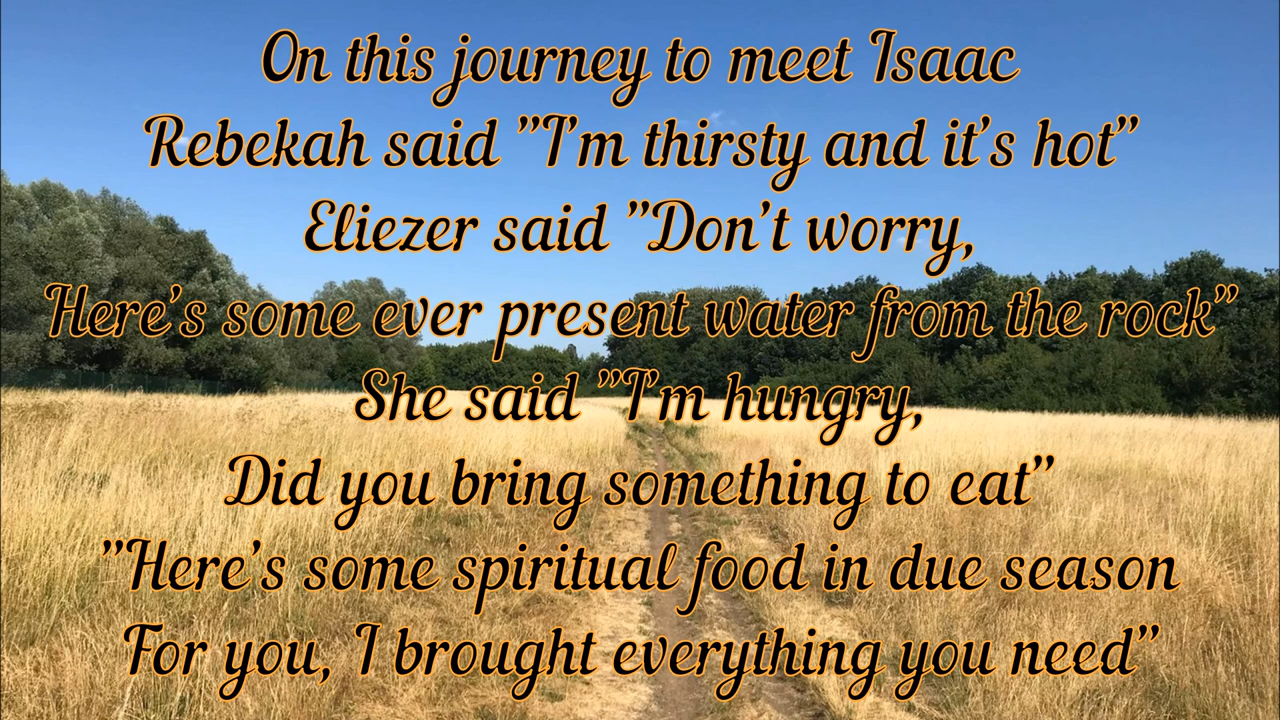 On this journey to meet Isaac
Rebekah said "I'm thirsty and it's hot"
Eliezer said "Don't worry,
Here's some ever present water from the rock"
She said "I'm hungry,
Did you bring something to eat"
"Here's some spiritual food in due season
For you, I brought everything you need"